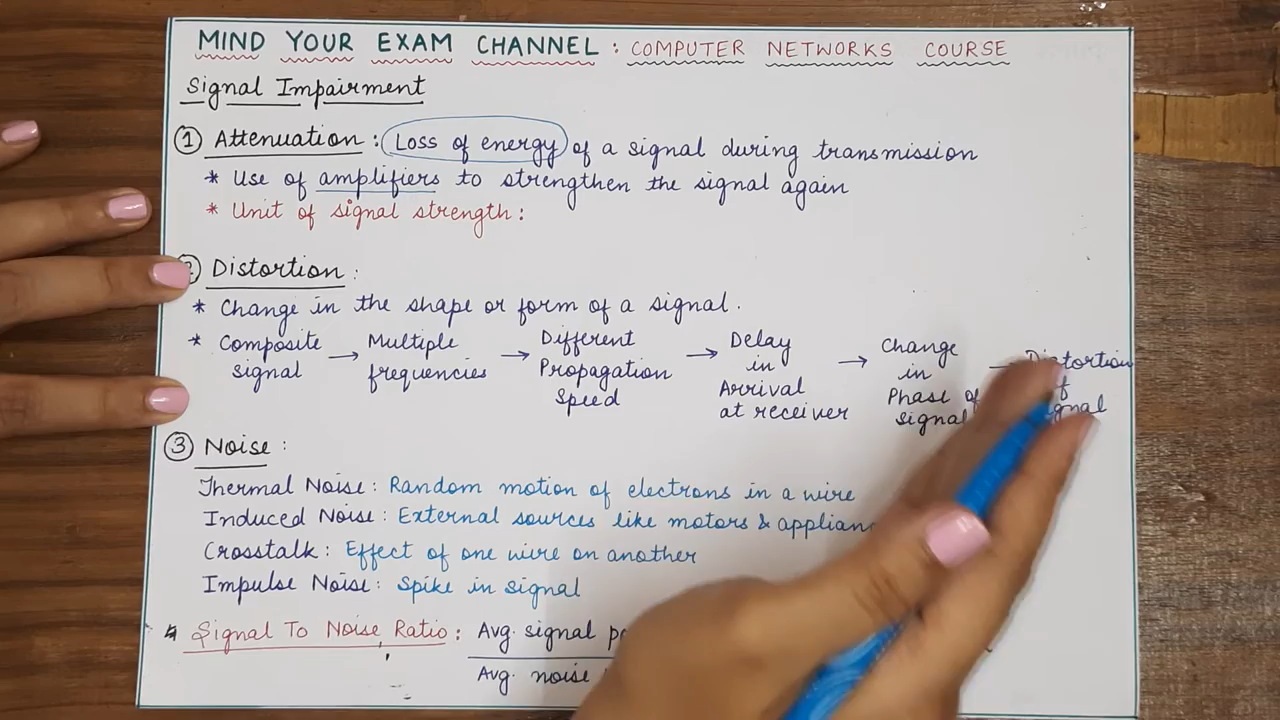 MIND YOUR EXAM CHANNEL : COMPUTER NETWORKS COURSE
Signal Impairment
① Attenuation : Loss of energy of a signal during transmission
* Use of amplifiers to strengthen the signal again
* Unit of signal strength :
Distortion :
* Change in the shape or form of a signal.
* Composite signal → Multiple frequencies → Different Propagation Speed → Delay in Arrival at receiver → Change in Phase of signal → Distortion
③ Noise :
Thermal Noise : Random motion of electrons in a wire
Induced Noise : External sources like motors &
Crosstalk : Effect of one wire on another
Impulse Noise : Spike in signal
Signal To Noise Ratio : Avg. signal
Avg. noise